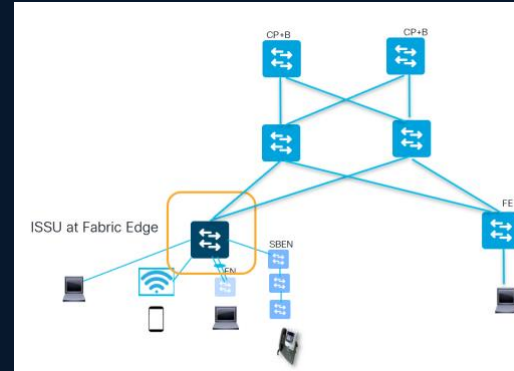 CP+B
CP+B
ISSU at Fabric Edge
SBEN
FE
EN